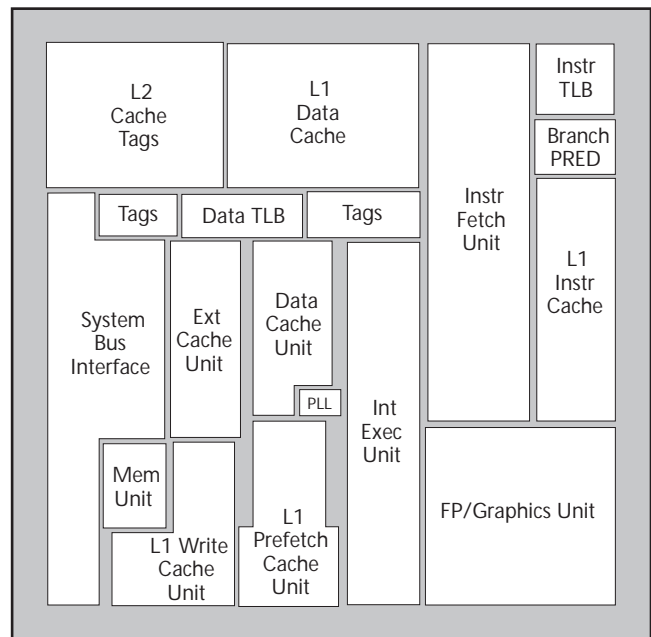 L2
Cache
Tags
L1
Data
Cache
Instr
Fetch
Unit
Instr
TLB
Branch
PRED
L1
Instr
Cache
Tags
Data TLB
Tags
System
Bus
Interface
Ext
Cache
Unit
Data
Cache
Unit
PLL
Int
Exec
Unit
Mem
Unit
L1 Write
Cache
Unit
L1
Prefetch
Cache
Unit
FP/Graphics Unit